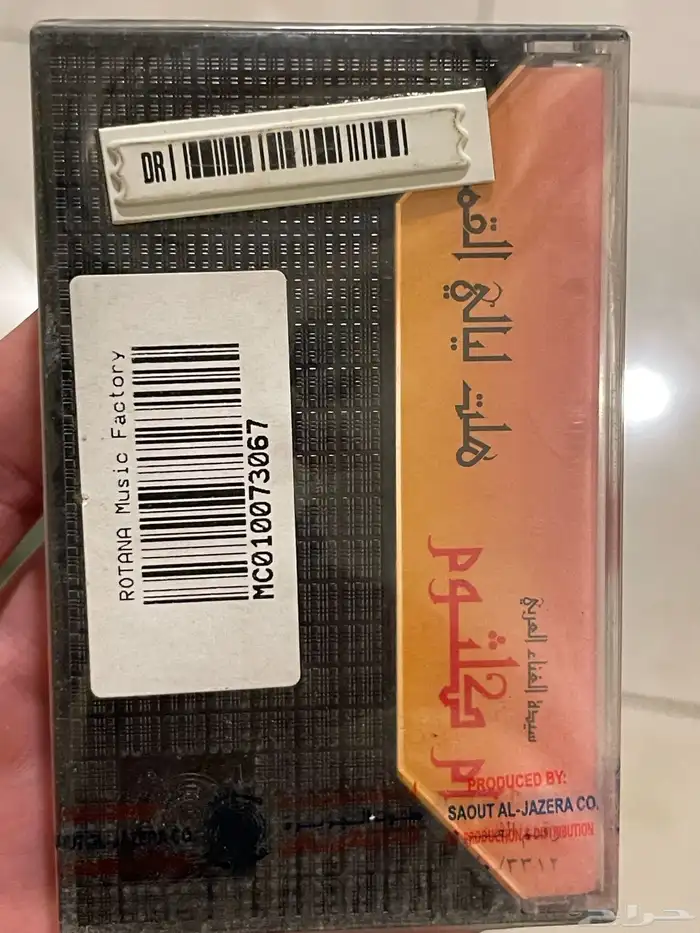 DR
ROTANA Music Factory
MC010073067
هلت ليالي
سيدة الغناء العربي
أم كلثوم
PRODUCED BY:
SAOUT AL-JAZERA CO.
PRODUCTION & DISTRIBUTION
حراج